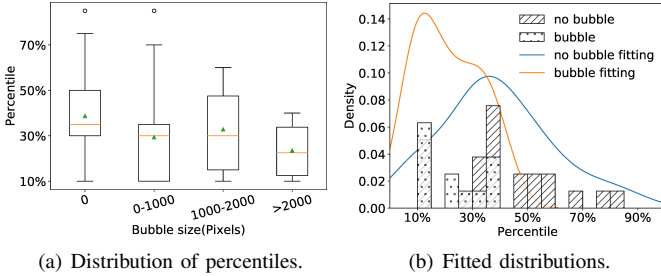 Percentile
70%
50%
30%
10%
0
0-1000
1000-2000
>2000
Bubble size(Pixels)
(a) Distribution of percentiles.
Density
0.14
0.12
0.10
0.08
0.06
0.04
0.02
0.00
no bubble
bubble
no bubble fitting
bubble fitting
10% 30% 50% 70% 90%
Percentile
(b) Fitted distributions.